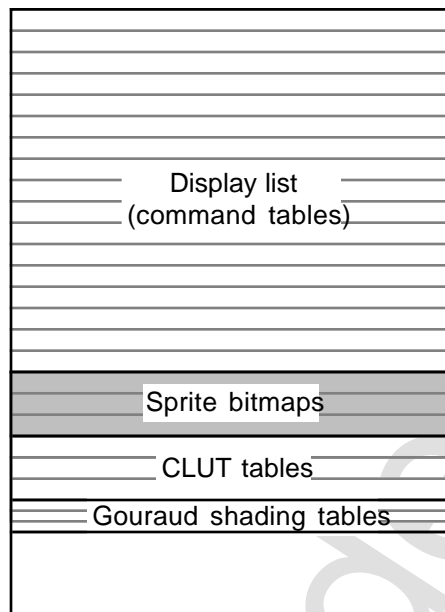 Display list
(command tables)
Sprite bitmaps
CLUT tables
Gouraud shading tables